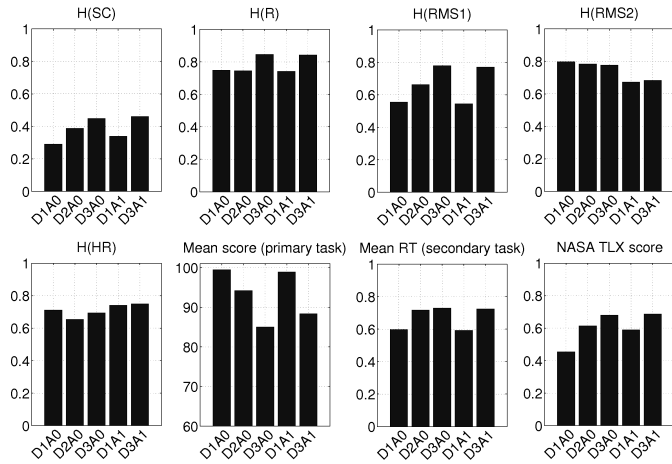 H(SC)
1
0.8
0.6
0.4
0.2
0
D1A0
D2A0
D3A0
D1A1
D3A1
H(R)
1
0.8
0.6
0.4
0.2
0
D1A0
D2A0
D3A0
D1A1
D3A1
H(RMS1)
1
0.8
0.6
0.4
0.2
0
D1A0
D2A0
D3A0
D1A1
D3A1
H(RMS2)
1
0.8
0.6
0.4
0.2
0
D1A0
D2A0
D3A0
D1A1
D3A1
H(HR)
1
0.8
0.6
0.4
0.2
0
D1A0
D2A0
D3A0
D1A1
D3A1
Mean score (primary task)
100
90
80
70
60
D1A0
D2A0
D3A0
D1A1
D3A1
Mean RT (secondary task)
1
0.8
0.6
0.4
0.2
0
D1A0
D2A0
D3A0
D1A1
D3A1
NASA TLX score
1
0.8
0.6
0.4
0.2
0
D1A0
D2A0
D3A0
D1A1
D3A1